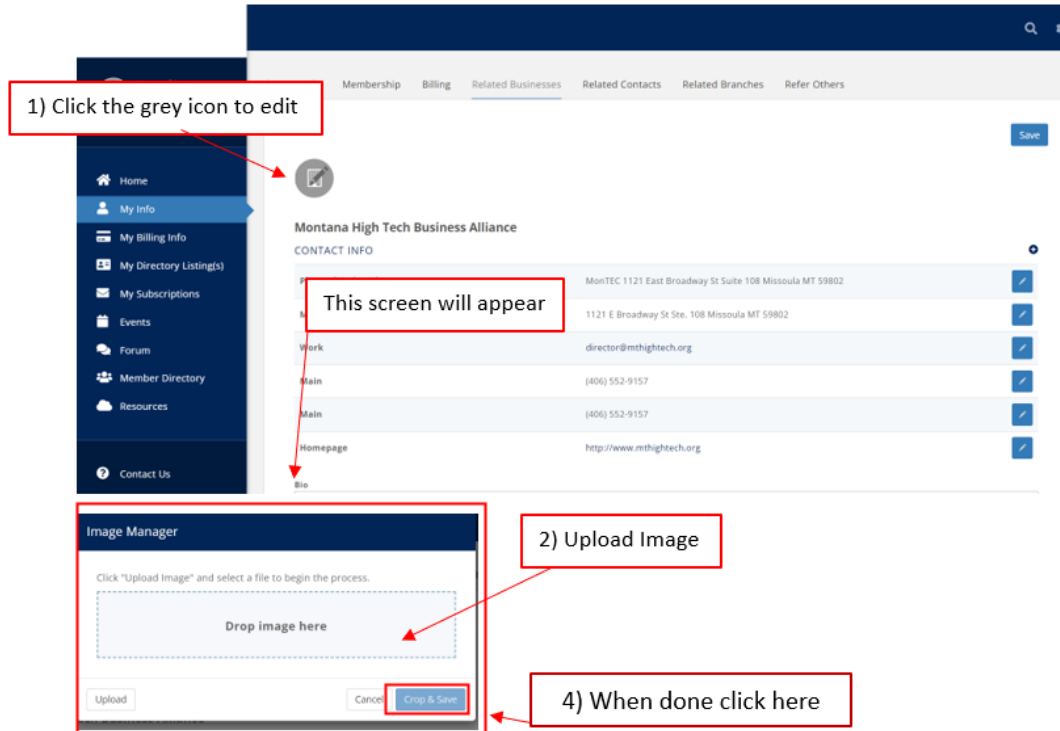 Membership Billing Related Businesses Related Contacts Related Branches Refer Others
1) Click the grey icon to edit
Save
Home
My Info
My Billing Info
My Directory Listing(s)
My Subscriptions
Events
Forum
Member Directory
Resources
Contact Us
Montana High Tech Business Alliance
CONTACT INFO
MonTEC 1121 East Broadway St Suite 108 Missoula MT 59802
This screen will appear
1121 E Broadway St Ste. 108 Missoula MT 59802
Work director@mthightech.org
Main (406) 552-9157
Main (406) 552-9157
Homepage http://www.mthightech.org
Bio
Image Manager
Click "Upload Image" and select a file to begin the process.
Drop image here
Upload Cancel Crop & Save
2) Upload Image
4) When done click here